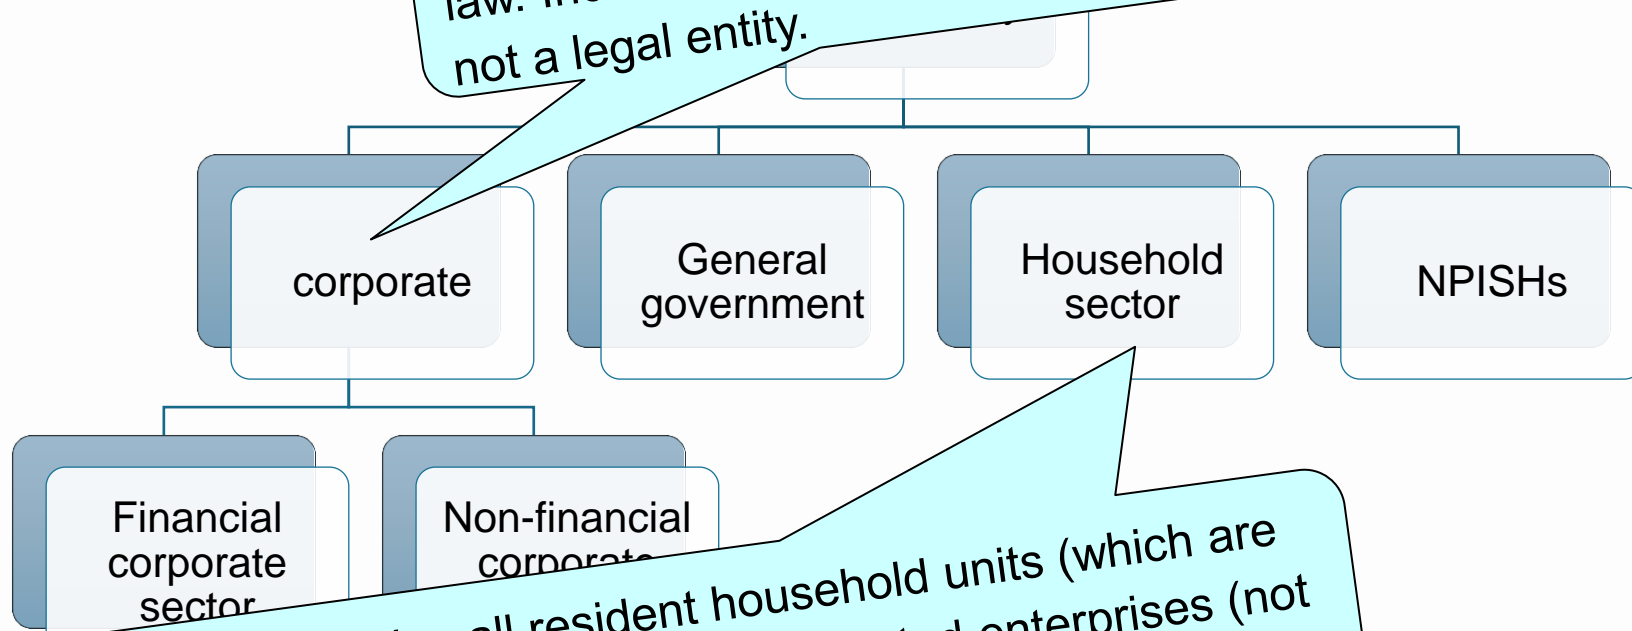 not a legal entity.
corporate
General
government
Household
sector
NPISHs
Financial
corporate
sector
Non-financial
corporate
all resident household units (which are
enterprises (not